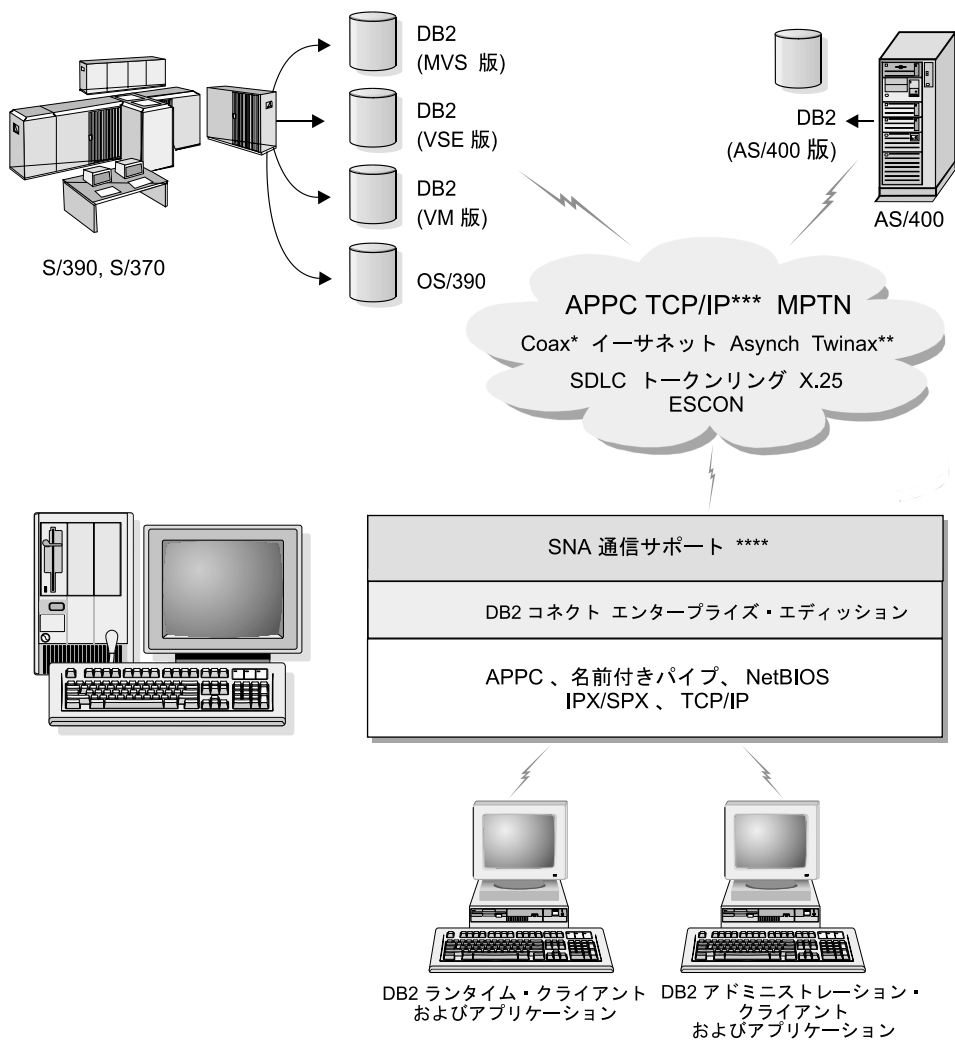 DB2
(MVS 版)
DB2
(VSE 版)
DB2
(VM 版)
OS/390
S/390, S/370
DB2
(AS/400 版)
AS/400
APPC TCP/IP*** MPTN
Coax* イーサネット Asynch Twinax**
SDLC トークンリング X.25
ESCON
SNA 通信サポート ****
DB2 コネクト エンタープライズ・エディッション
APPC 、名前付きパイプ、 NetBIOS
IPX/SPX 、 TCP/IP
DB2 ランタイム・クライアント
およびアプリケーション
DB2 アドミニストレーション・
クライアント
およびアプリケーション